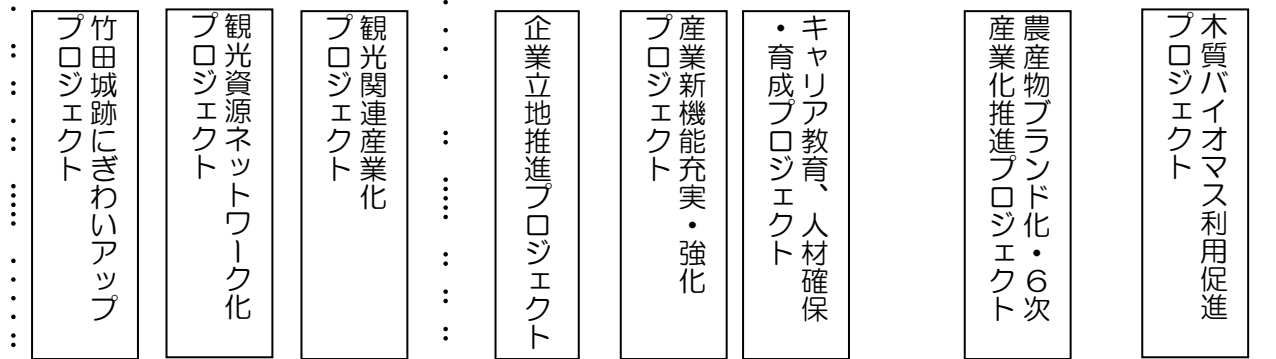 木質バイオマス利用促進
プロジェクト
農産物ブランド化・６次
産業化推進プロジェクト
キャリア教育、人材確保
・育成プロジェクト
産業新機能充実・強化
プロジェクト
企業立地推進プロジェクト
観光関連産業化
プロジェクト
観光資源ネットワーク化
プロジェクト
竹田城跡にぎわいアップ
プロジェクト